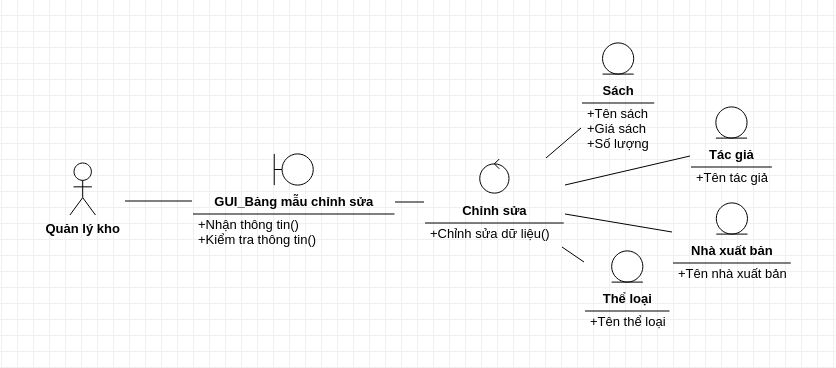 Quản lý kho
GUI_Bảng mẫu chỉnh sửa
+Nhận thông tin()
+Kiểm tra thông tin()
Chỉnh sửa
+Chỉnh sửa dữ liệu()
Sách
+Tên sách
+Giá sách
+Số lượng
Tác giả
+Tên tác giả
Nhà xuất bản
+Tên nhà xuất bản
Thể loại
+Tên thể loại